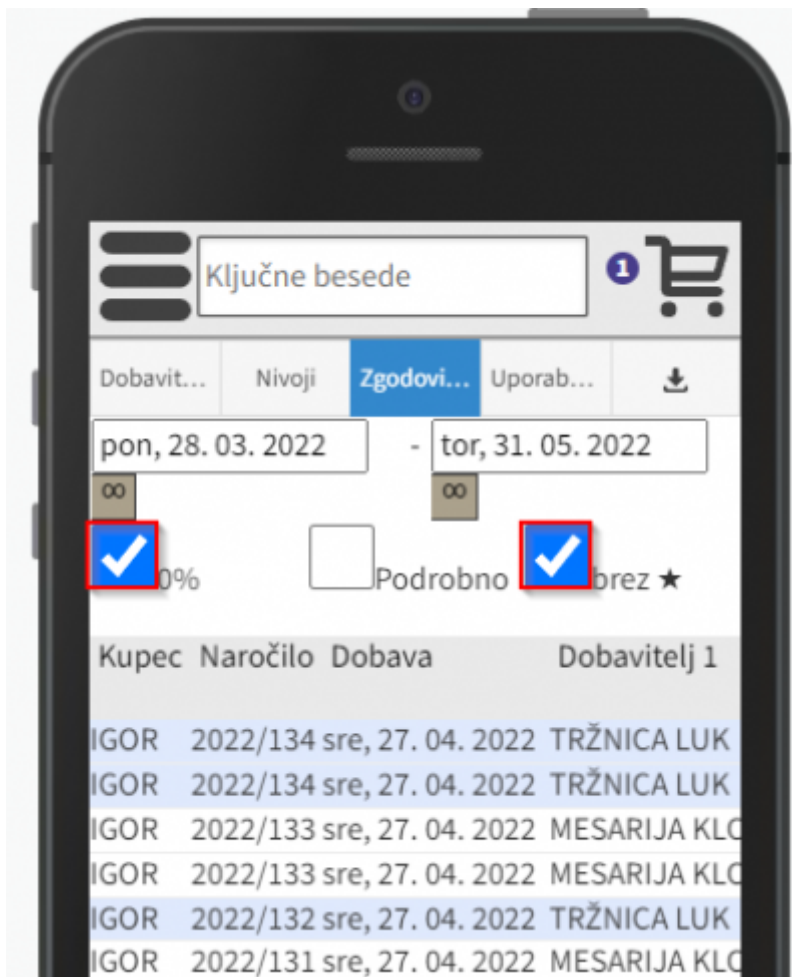 Ključne besede 1
Dobavit... Nivoji Zgodovi... Uporab...
pon, 28. 03. 2022 - tor, 31. 05. 2022
∞ ∞
0% Podrobno brez ★
Kupec Naročilo Dobava Dobavitelj 1
IGOR 2022/134 sre, 27. 04. 2022 TRŽNICA LUK
IGOR 2022/134 sre, 27. 04. 2022 TRŽNICA LUK
IGOR 2022/133 sre, 27. 04. 2022 MESARIJA KLO
IGOR 2022/133 sre, 27. 04. 2022 MESARIJA KLO
IGOR 2022/132 sre, 27. 04. 2022 TRŽNICA LUK
IGOR 2022/131 sre, 27. 04. 2022 MESARIJA KLO